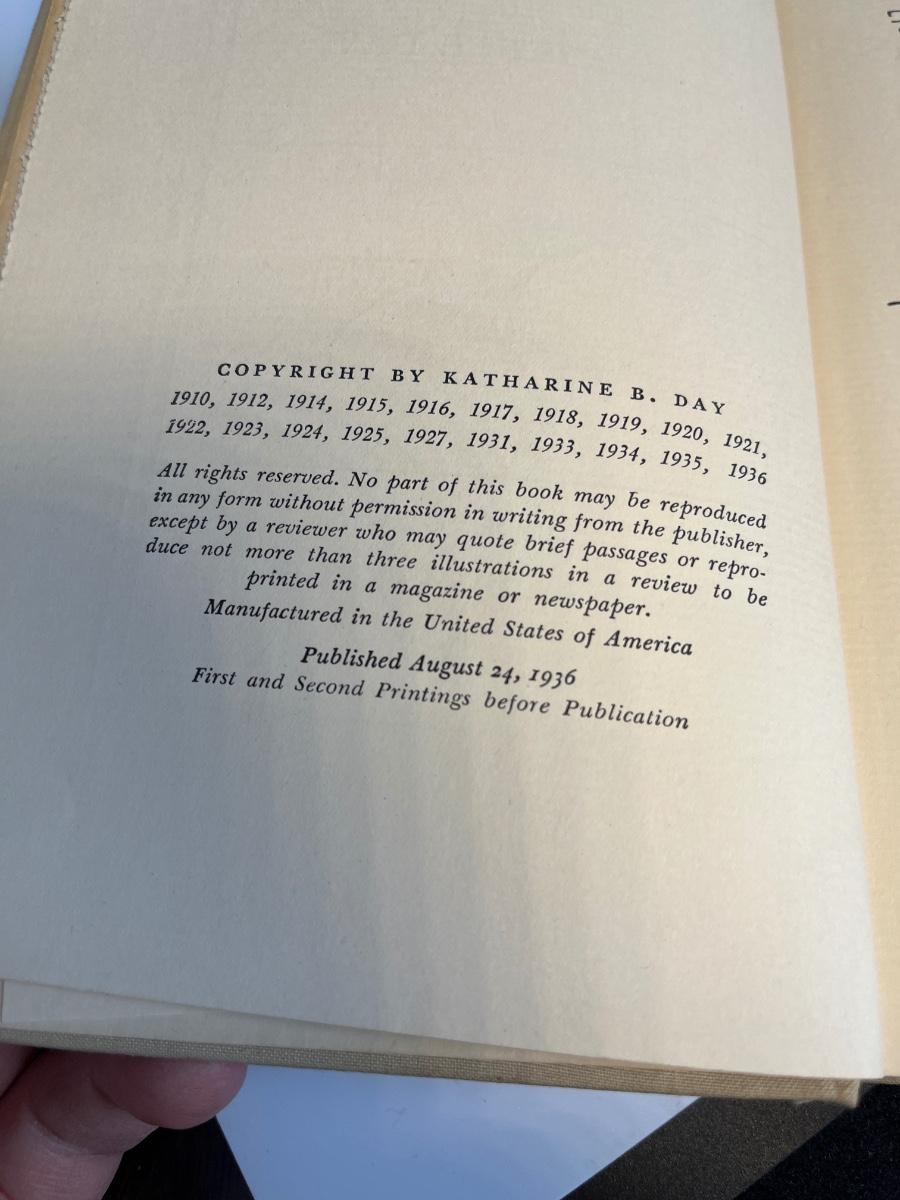 COPYRIGHT BY KATHARINE B. DAY
1910, 1912, 1914, 1915, 1916, 1917, 1918, 1919, 1920, 1921,
1922, 1923, 1924, 1925, 1927, 1931, 1933, 1934, 1935, 1936
All rights reserved. No part of this book may be reproduced
in any form without permission in writing from the publisher,
except by a reviewer who may quote brief passages or repro-
duce not more than three illustrations in a review to be
printed in a magazine or newspaper.
Manufactured in the United States of America
Published August 24, 1936
First and Second Printings before Publication